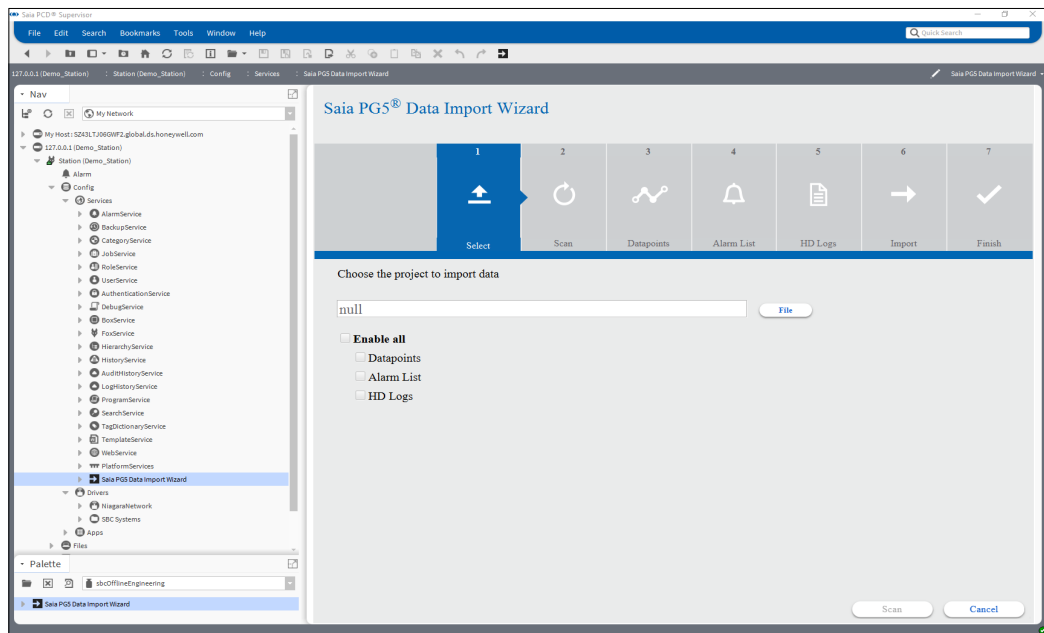 Saia PCD® Supervisor
File Edit Search Bookmarks Tools Window Help
Quick Search
127.0.0.1 (Demo_Station) : Station (Demo_Station) : Config : Services : Saia PG5 Data Import Wizard
Saia PG5 Data Import Wizard
Nav
My Network
My Host : SZ43LTJ06GWF2.global.ds.honeywell.com
127.0.0.1 (Demo_Station)
Station (Demo_Station)
Alarm
Config
Services
AlarmService
BackupService
CategoryService
JobService
RoleService
UserService
AuthenticationService
DebugService
BoxService
FoxService
HierarchyService
HistoryService
AuditHistoryService
LogHistoryService
ProgramService
SearchService
TagDictionaryService
TemplateService
WebService
PlatformServices
Saia PG5 Data Import Wizard
Drivers
NiagaraNetwork
SBC Systems
Apps
Files
Palette
sbcOfflineEngineering
Saia PG5 Data Import Wizard
Saia PG5® Data Import Wizard
1 2 3 4 5 6 7
Select Scan Datapoints Alarm List HD Logs Import Finish
Choose the project to import data
null File
Enable all
Datapoints
Alarm List
HD Logs
Scan Cancel